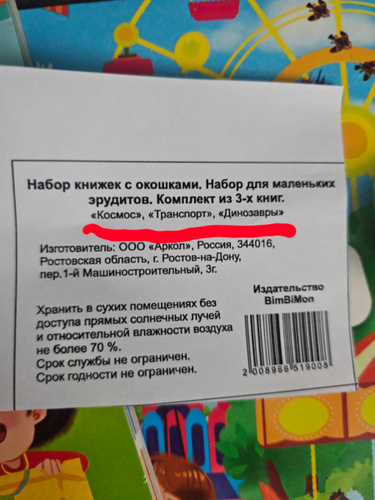 Набор книжек с окошками. Набор для маленьких
эрудитов. Комплект из 3-х книг.
«Космос», «Транспорт», «Динозавры»
Изготовитель: ООО «Аркол», Россия, 344016,
Ростовская область, г. Ростов-на-Дону,
пер.1-й Машиностроительный, 3г.
Издательство
BimBiMon
Хранить в сухих помещениях без
доступа прямых солнечных лучей
и относительной влажности воздуха
не более 70 %.
Срок службы не ограничен.
Срок годности не ограничен.
2 008966 519008